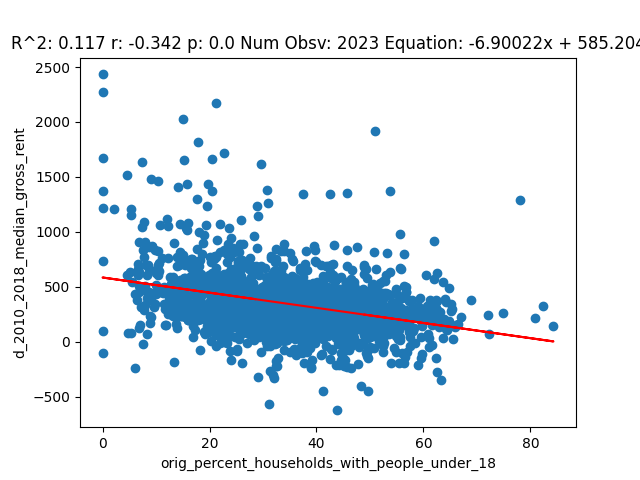 R^2: 0.117 r: -0.342 p: 0.0 Num Obsv: 2023 Equation: -6.90022x + 585.204
2500
2000
1500
1000
500
0
−500
d_2010_2018_median_gross_rent
0 20 40 60 80
orig_percent_households_with_people_under_18